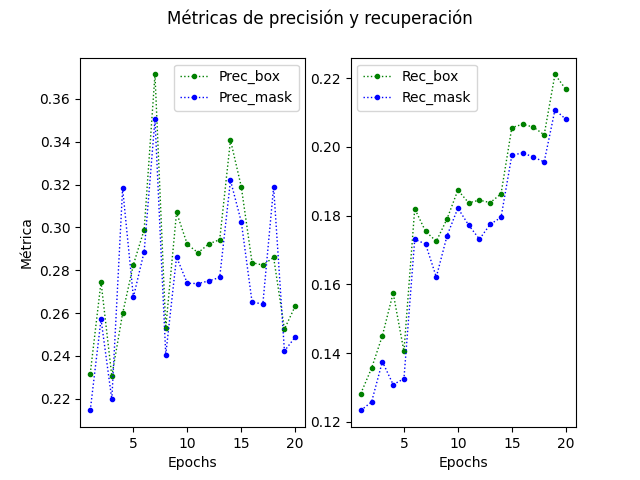 Métricas de precisión y recuperación
Métrica
0.36
0.34
0.32
0.30
0.28
0.26
0.24
0.22
Prec_box
Prec_mask
5
10
15
20
Epochs
0.22
0.20
0.18
0.16
0.14
0.12
Rec_box
Rec_mask
5
10
15
20
Epochs